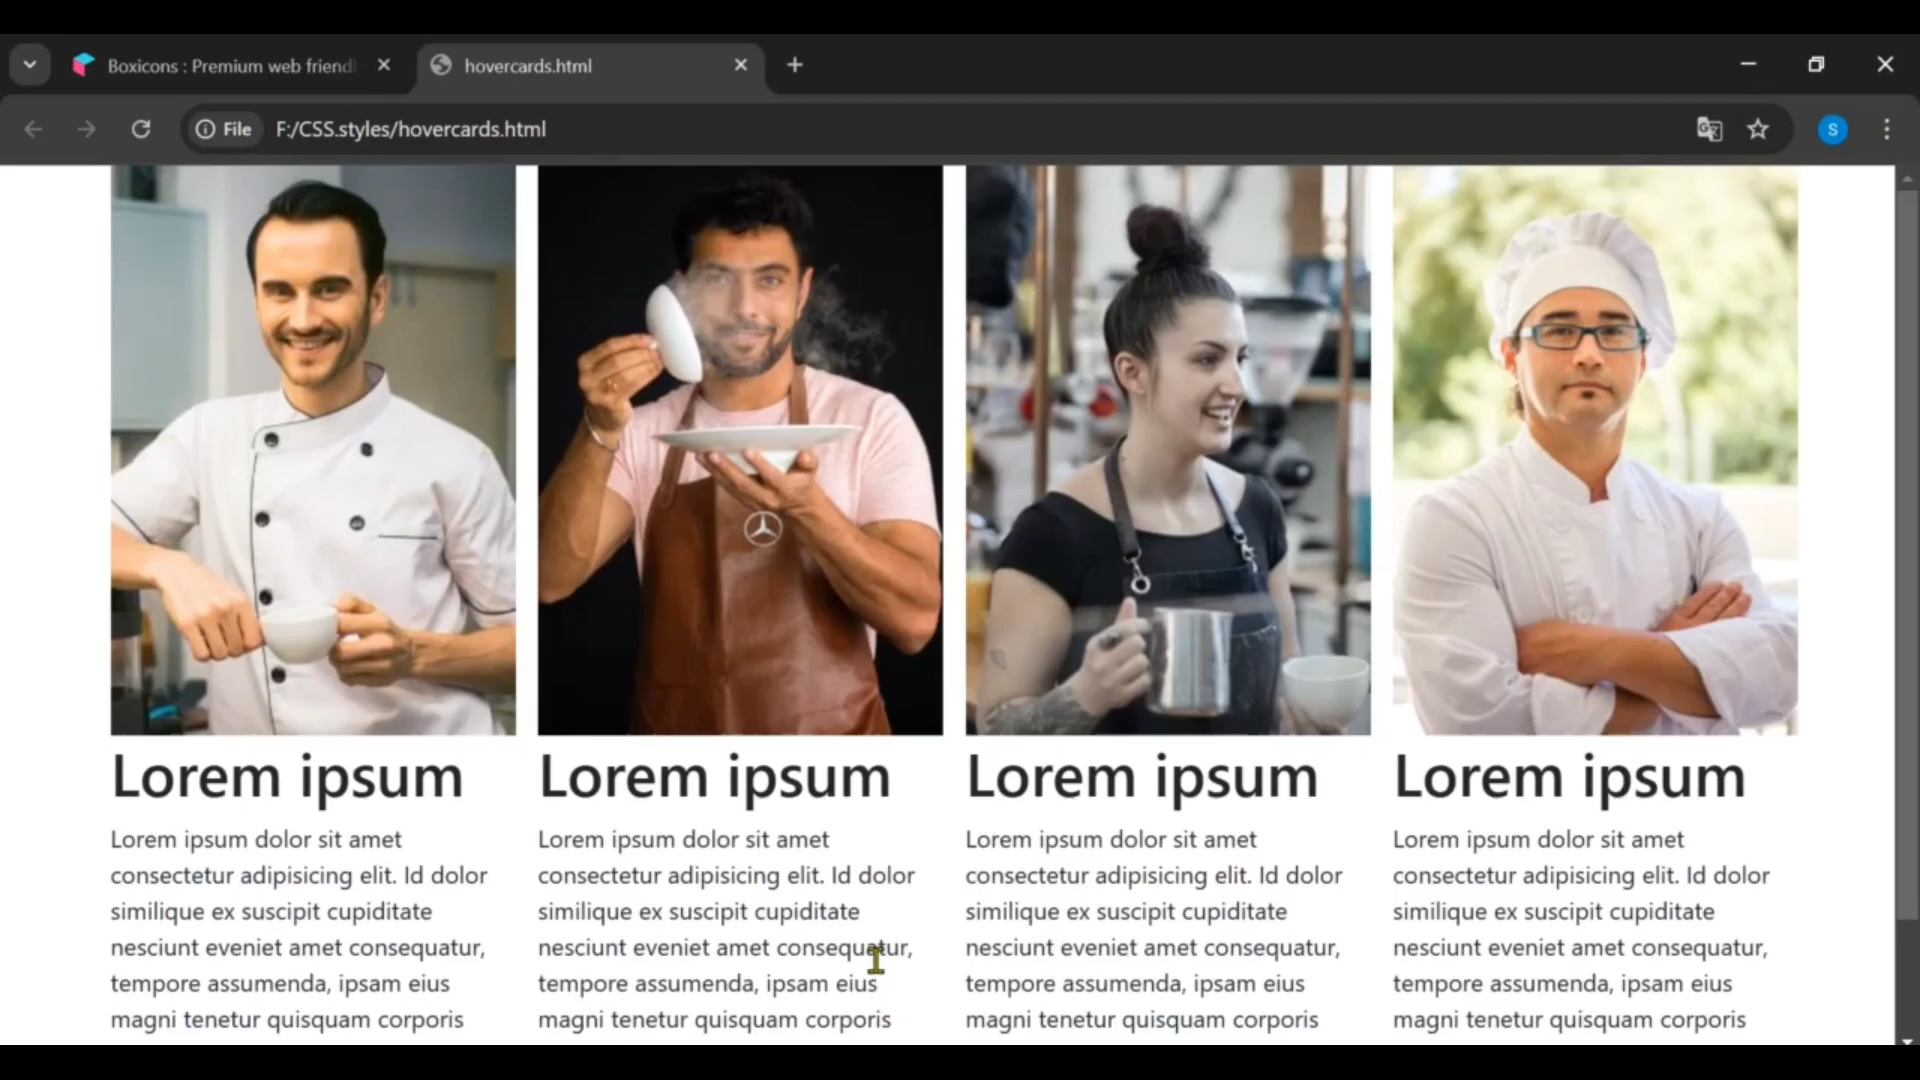 Boxicons : Premium web friend
hovercards.html
File
F:/CSS.styles/hovercards.html
S
Lorem ipsum
Lorem ipsum dolor sit amet
consectetur adipisicing elit. Id dolor
similique ex suscipit cupiditate
nesciunt eveniet amet consequatur,
tempore assumenda, ipsam eius
magni tenetur quisquam corporis
Lorem ipsum
Lorem ipsum dolor sit amet
consectetur adipisicing elit. Id dolor
similique ex suscipit cupiditate
nesciunt eveniet amet consequatur,
tempore assumenda, ipsam eius
magni tenetur quisquam corporis
Lorem ipsum
Lorem ipsum dolor sit amet
consectetur adipisicing elit. Id dolor
similique ex suscipit cupiditate
nesciunt eveniet amet consequatur,
tempore assumenda, ipsam eius
magni tenetur quisquam corporis
Lorem ipsum
Lorem ipsum dolor sit amet
consectetur adipisicing elit. Id dolor
similique ex suscipit cupiditate
nesciunt eveniet amet consequatur,
tempore assumenda, ipsam eius
magni tenetur quisquam corporis